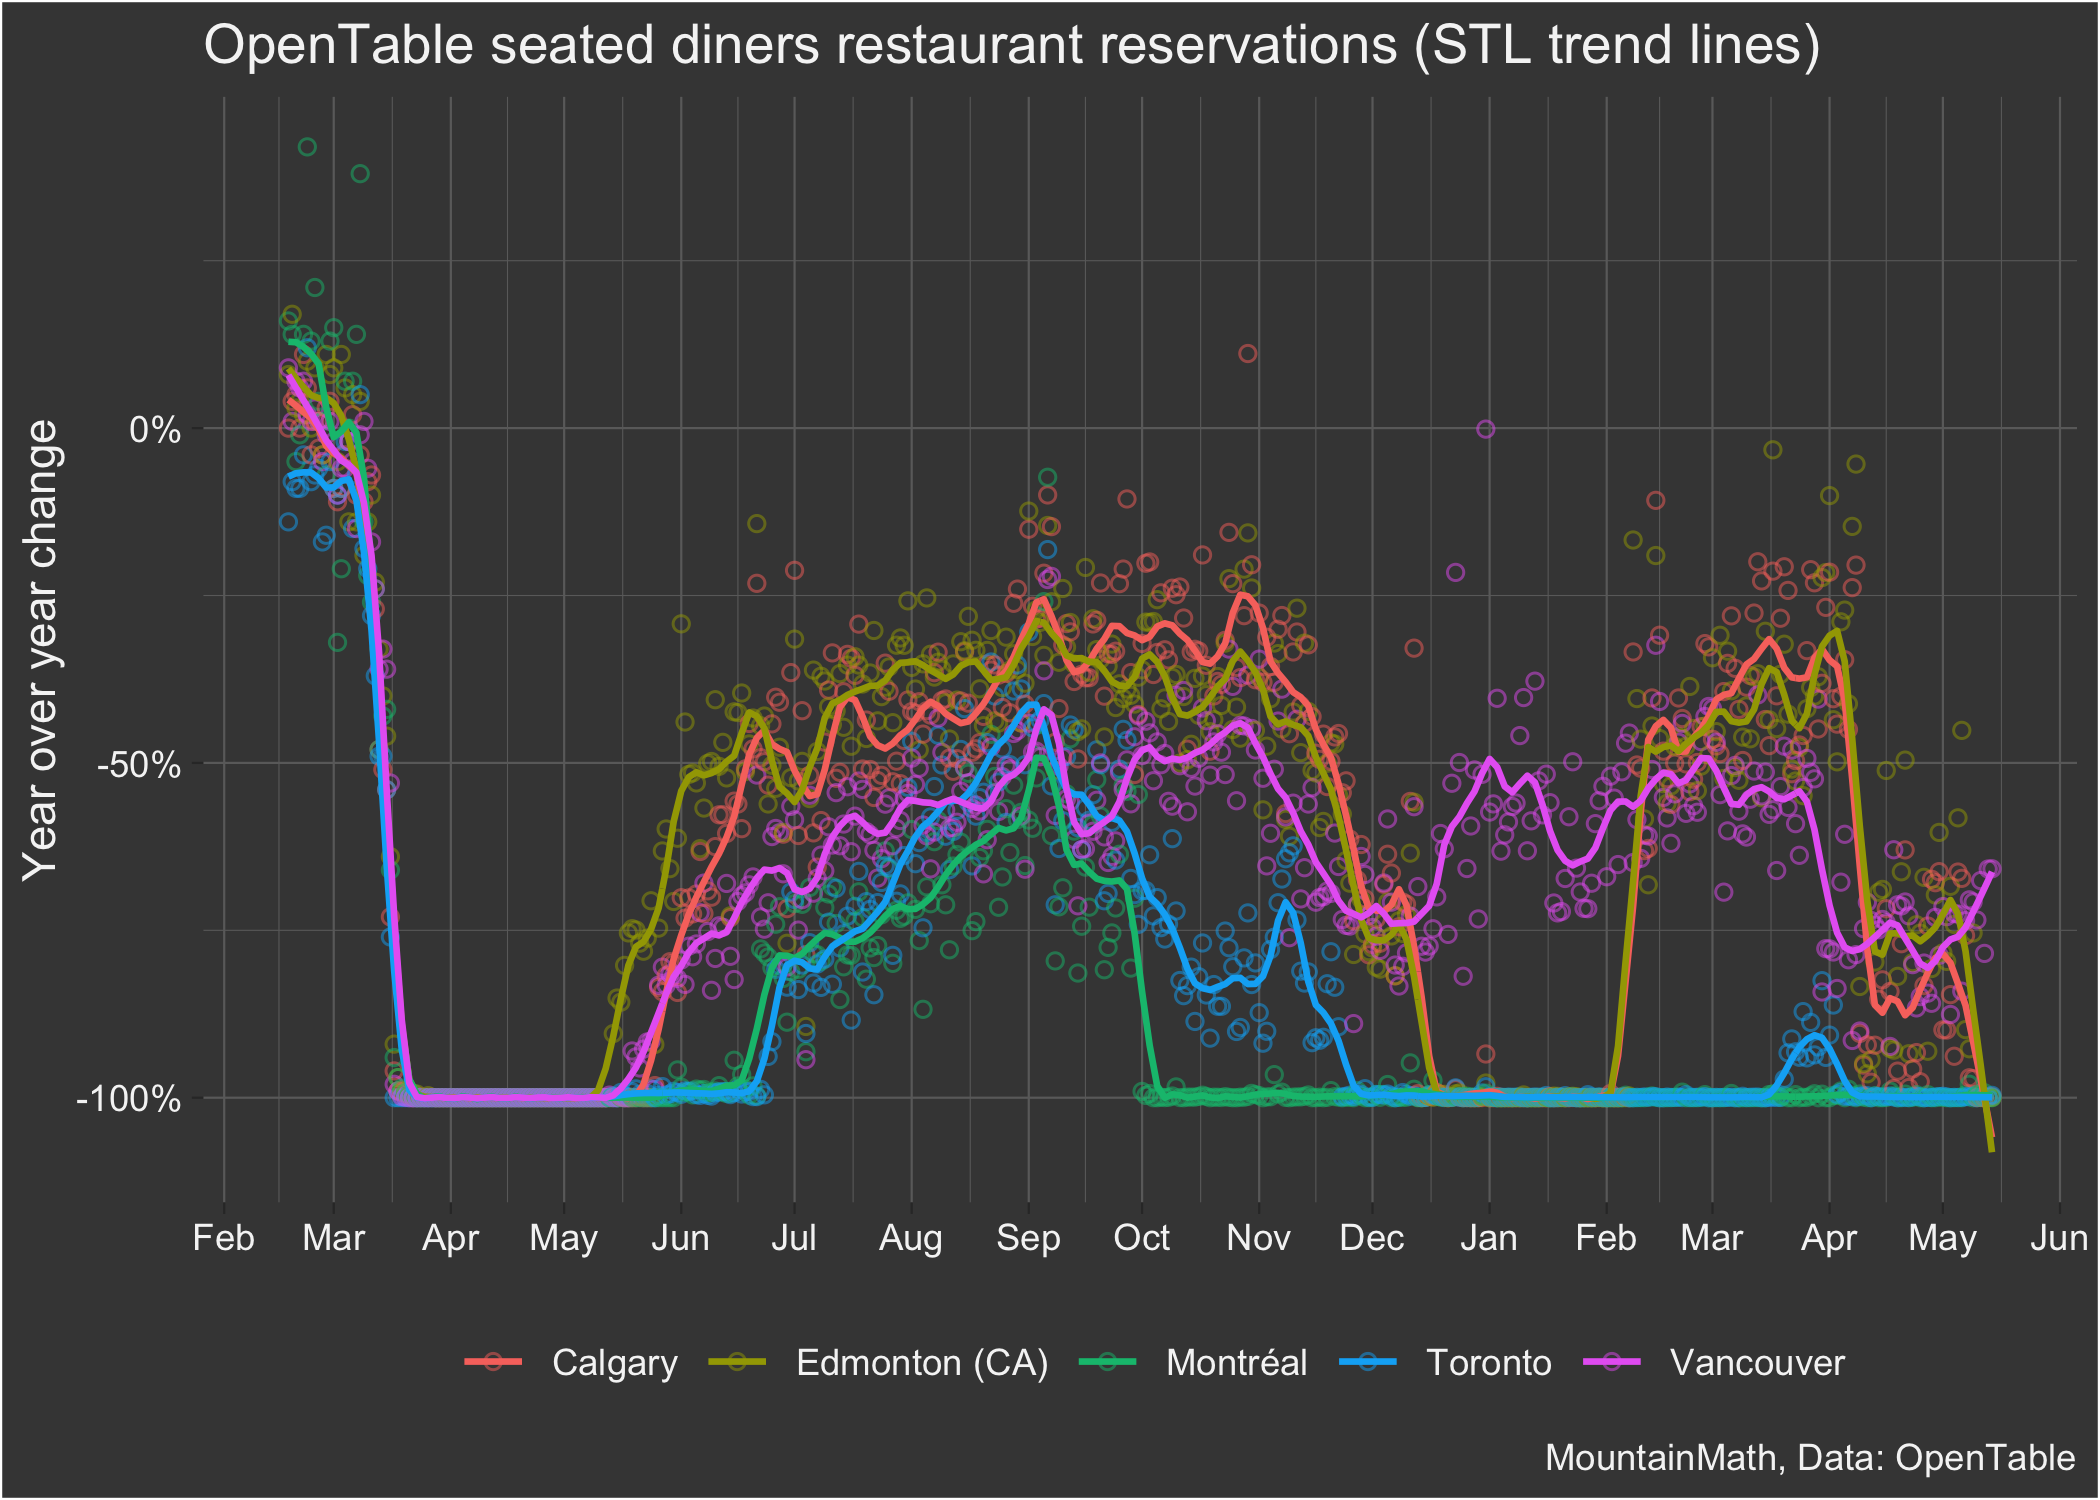 OpenTable seated diners restaurant reservations (STL trend lines)
Year over year change
0%
-50%
-100%
Feb Mar Apr May Jun Jul Aug Sep Oct Nov Dec Jan Feb Mar Apr May Jun
Calgary Edmonton (CA) Montréal Toronto Vancouver
MountainMath, Data: OpenTable